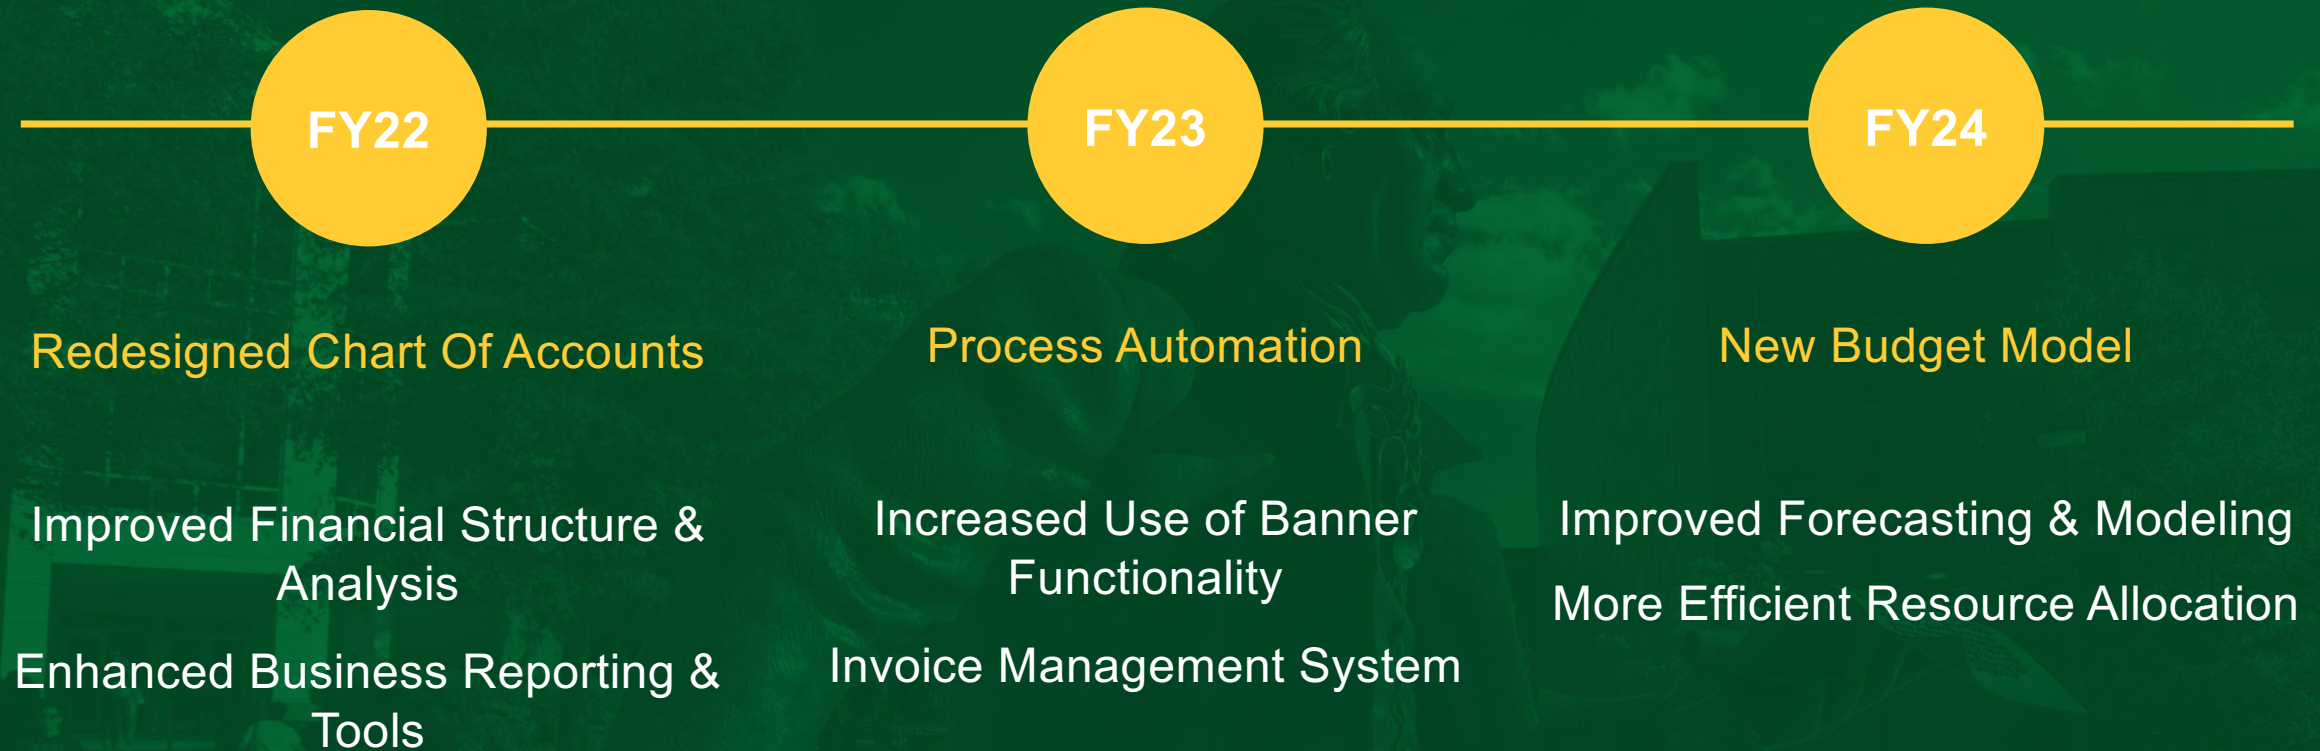 FY22
FY23
FY24
Redesigned Chart Of Accounts
Process Automation
New Budget Model
Improved Financial Structure &
Analysis
Enhanced Business Reporting &
Tools
Increased Use of Banner
Functionality
Invoice Management System
Improved Forecasting & Modeling
More Efficient Resource Allocation